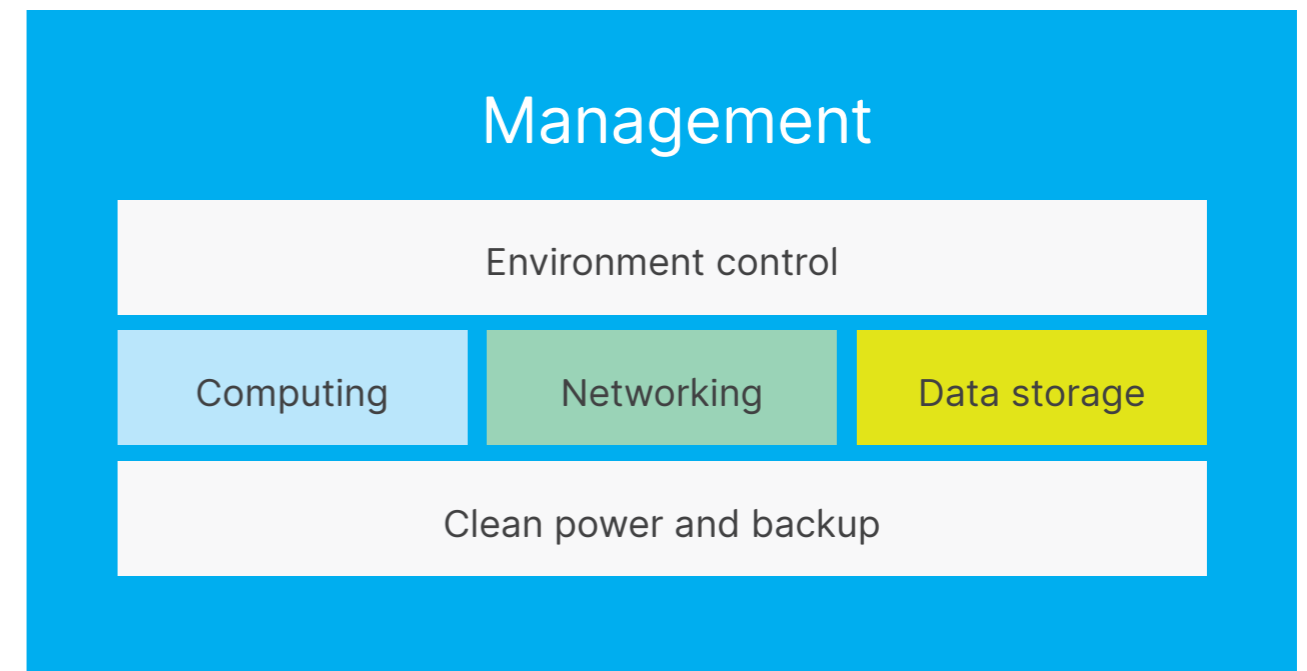 Management
Environment control
Computing
Networking
Data storage
Clean power and backup